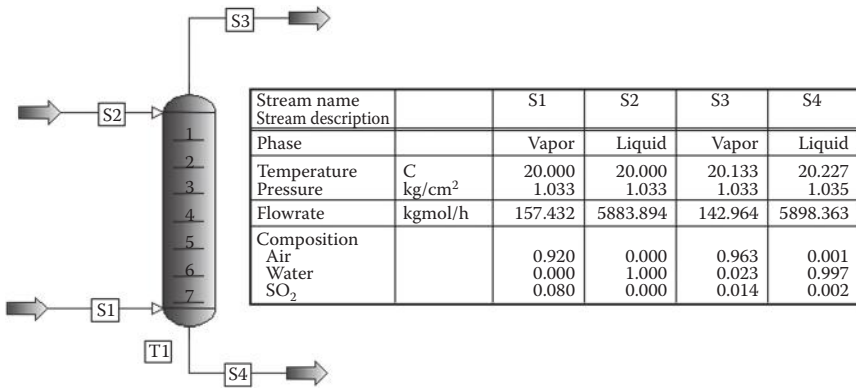 S3
S2
1
2
3
4
5
6
7
S1
T1
S4
Stream name S1 S2 S3 S4
Stream description
Phase Vapor Liquid Vapor Liquid
Temperature C 20.000 20.000 20.133 20.227
Pressure kg/cm² 1.033 1.033 1.033 1.035
Flowrate kgmol/h 157.432 5883.894 142.964 5898.363
Composition
Air 0.920 0.000 0.963 0.001
Water 0.000 1.000 0.023 0.997
SO₂ 0.080 0.000 0.014 0.002